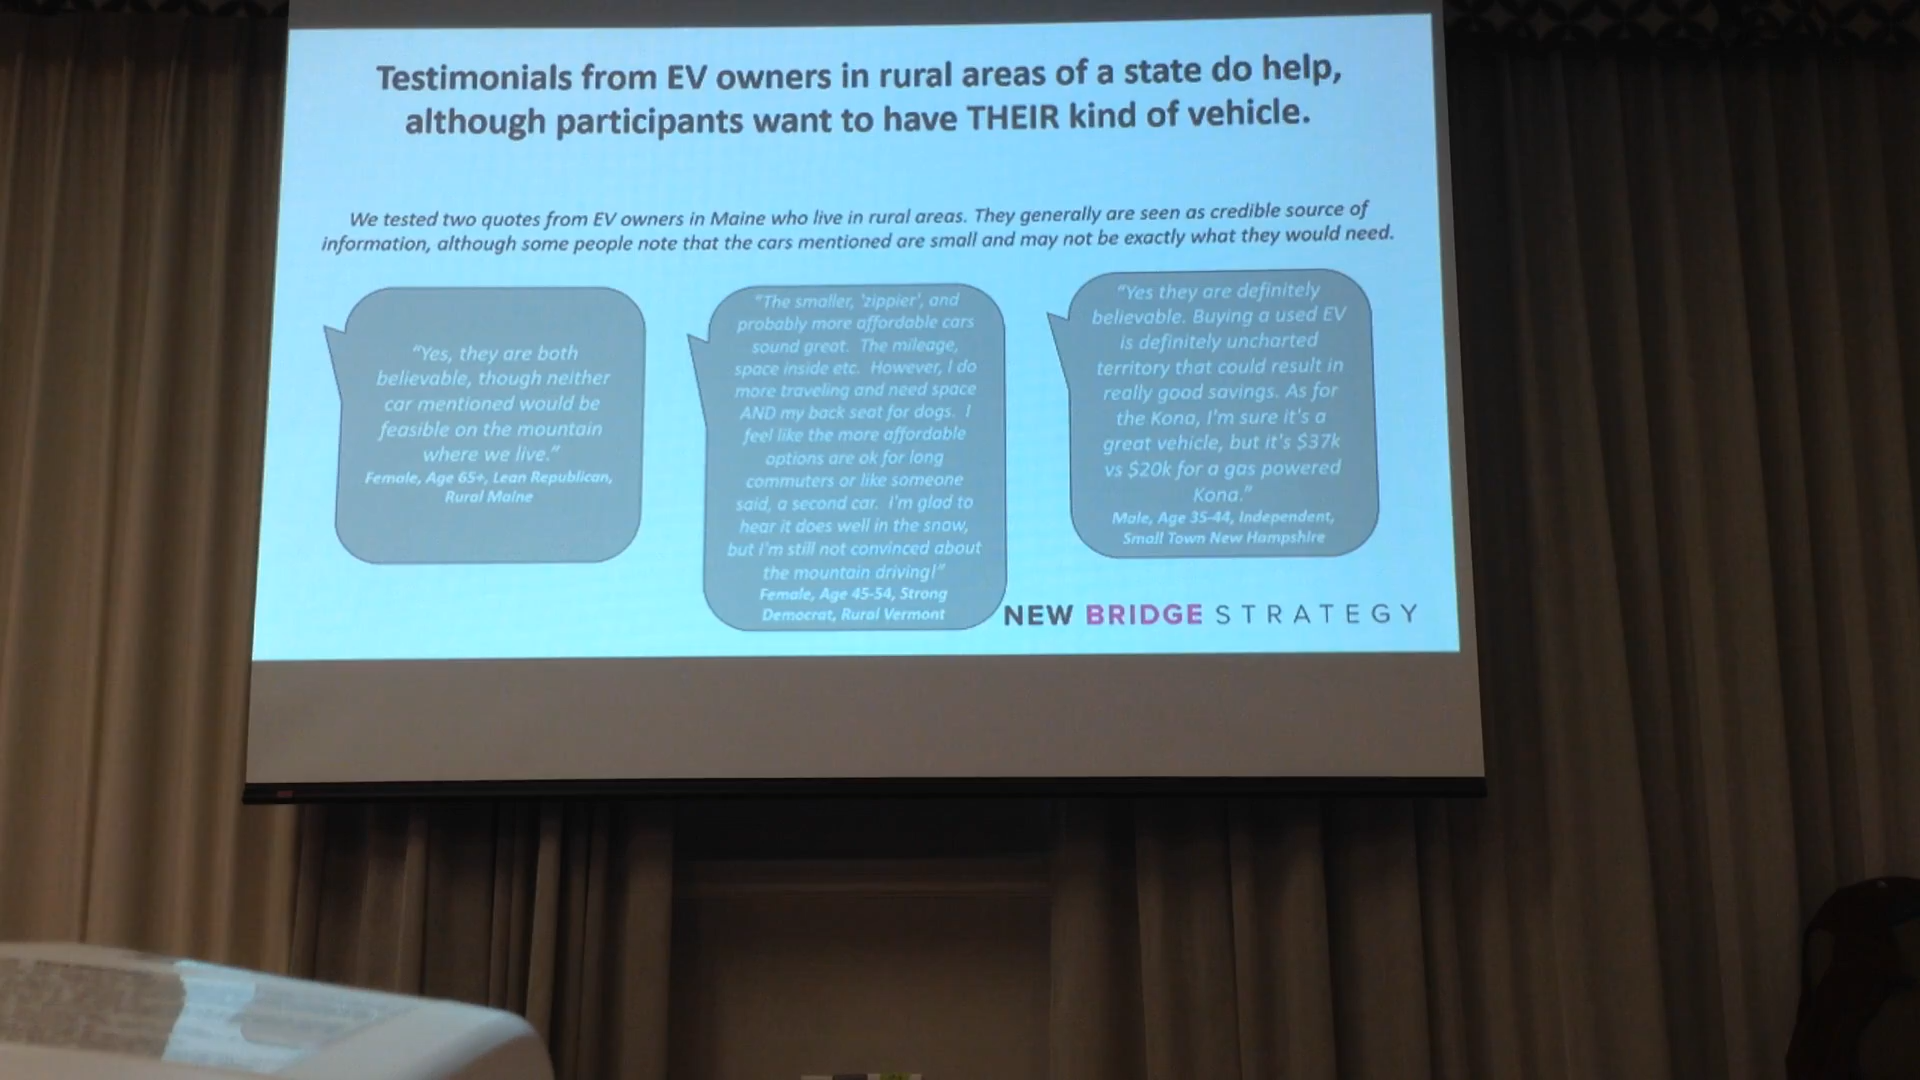 Testimonials from EV owners in rural areas of a state do help,
although participants want to have THEIR kind of vehicle.
We tested two quotes from EV owners in Maine who live in rural areas. They generally are seen as credible source of
information, although some people note that the cars mentioned are small and may not be exactly what they would need.
"Yes, they are both
believable, though neither
car mentioned would be
feasible on the mountain
where we live."
Female, Age 65+, Lean Republican,
Rural Maine
"The smaller, 'zippier', and
probably more affordable cars
sound great. The mileage,
space inside etc. However, I do
more traveling and need space
AND my back seat for dogs. I
feel like the more affordable
options are ok for long
commuters or like someone
said, a second car. I'm glad to
hear it does well in the snow,
but I'm still not convinced about
the mountain driving!"
Female, Age 45-54, Strong
Democrat, Rural Vermont
"Yes they are definitely
believable. Buying a used EV
is definitely uncharted
territory that could result in
really good savings. As for
the Kona, I'm sure it's a
great vehicle, but it's $37k
vs $20k for a gas powered
Kona."
Male, Age 35-44, Independent,
Small Town New Hampshire
NEW BRIDGE STRATEGY